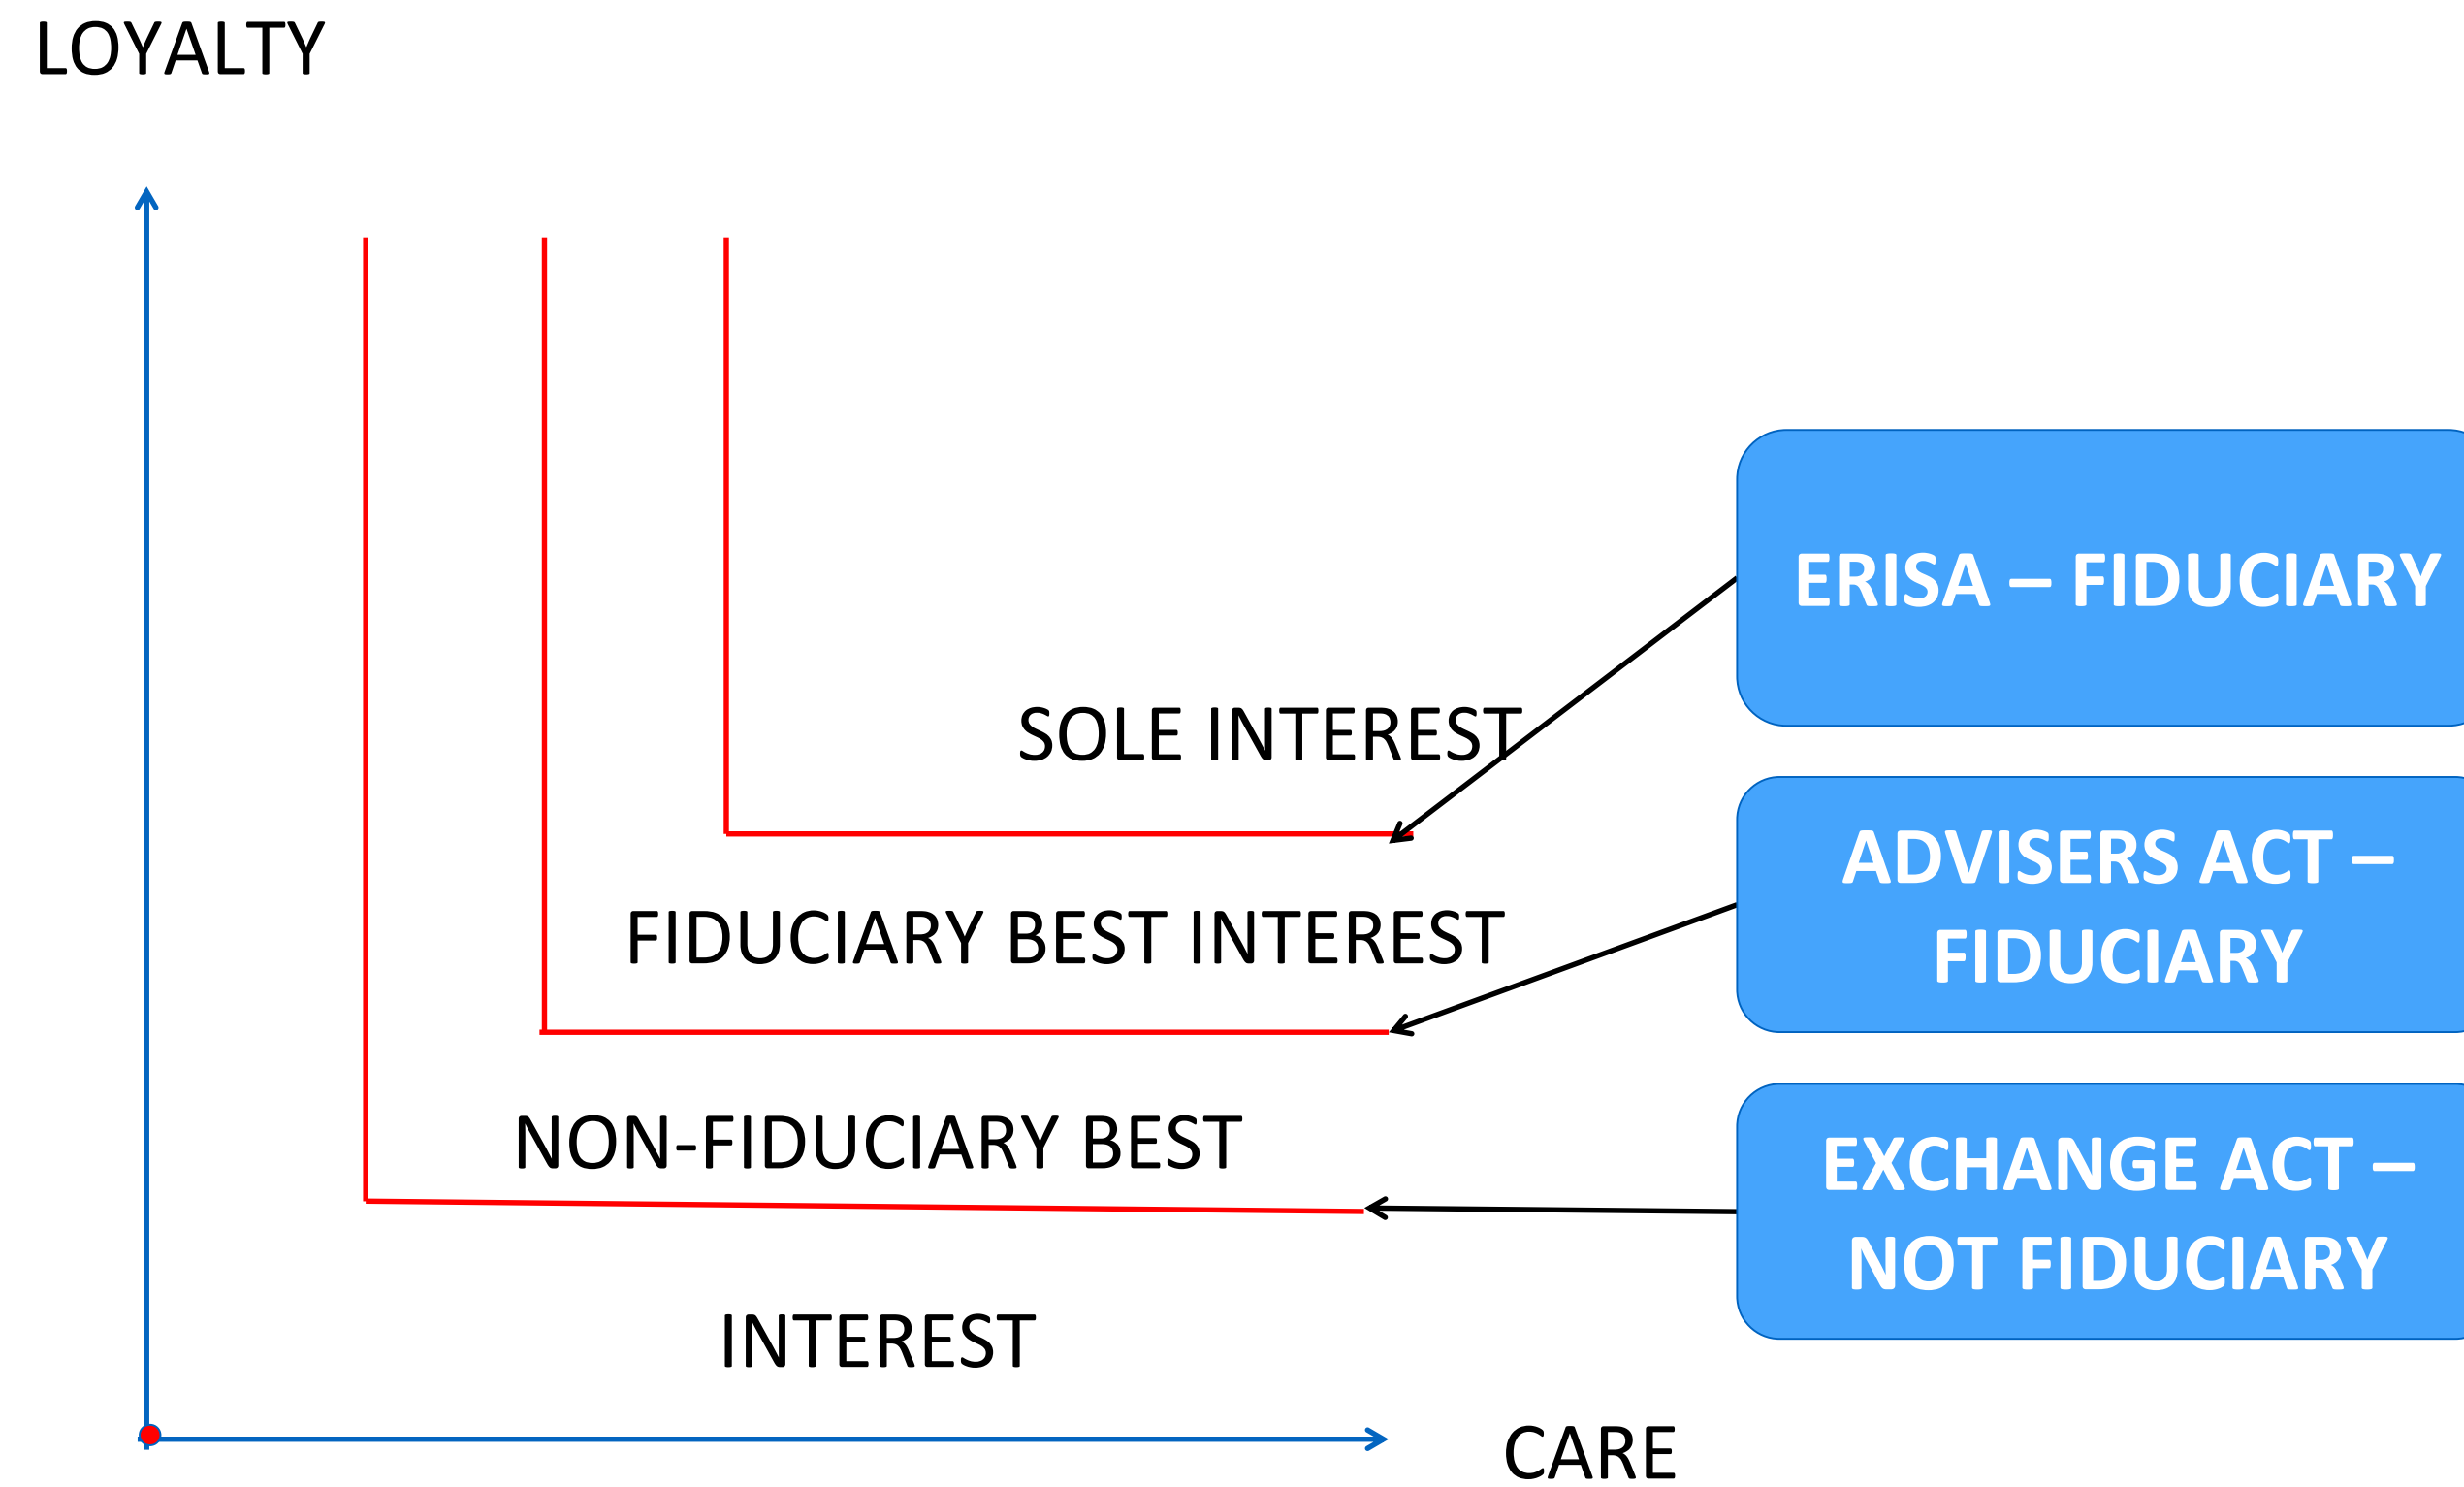 LOYALTY
ERISA – FIDUCIARY
SOLE INTEREST
ADVISERS ACT –
FIDUCIARY
FIDUCIARY BEST INTEREST
NON-FIDUCIARY BEST
INTEREST
EXCHANGE ACT –
NOT FIDUCIARY
CARE